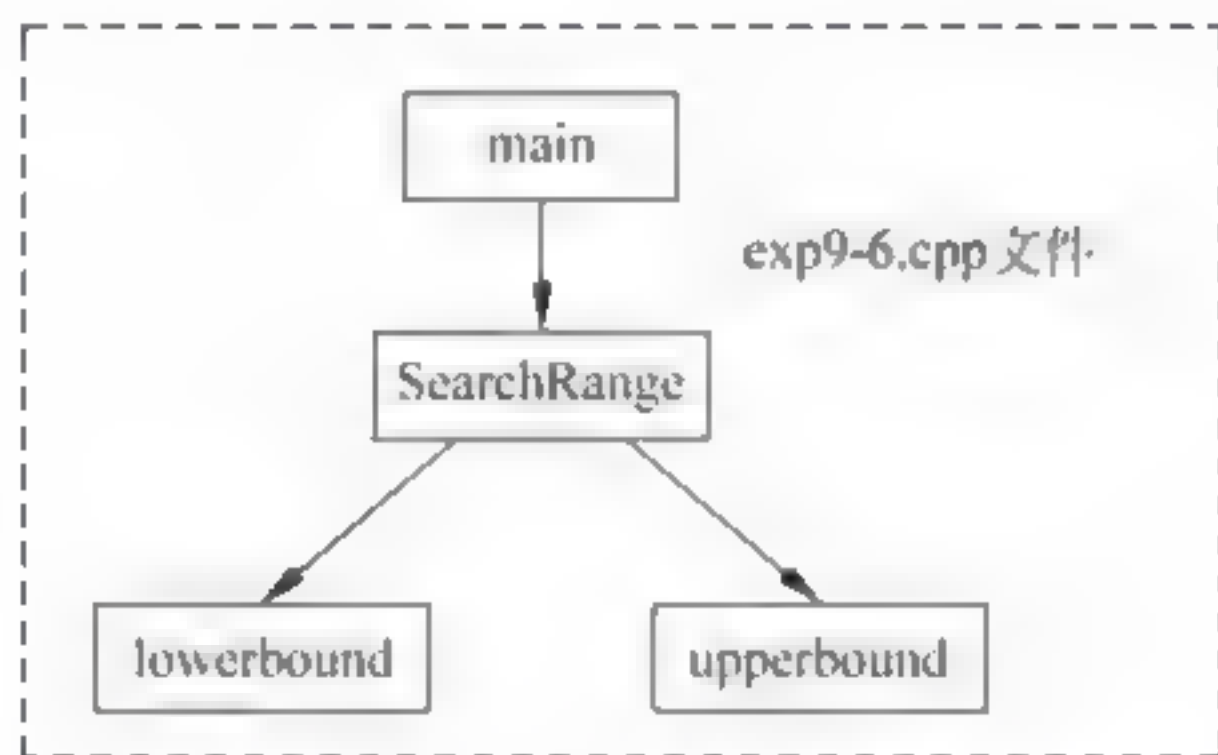 main
exp9-6.cpp 文件
SearchRange
lowerbound
upperbound